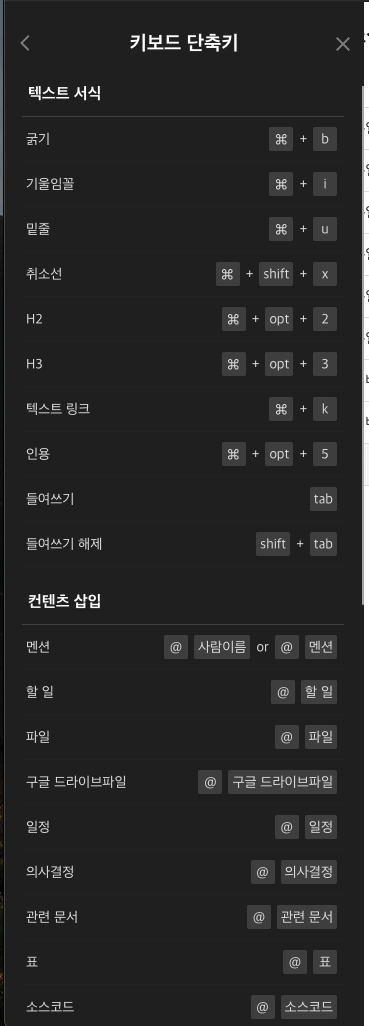 키보드 단축키
텍스트 서식
굵기 ⌘ + b
기울임꼴 ⌘ + i
밑줄 ⌘ + u
취소선 ⌘ + shift + x
H2 ⌘ + opt + 2
H3 ⌘ + opt + 3
텍스트 링크 ⌘ + k
인용 ⌘ + opt + 5
들여쓰기 tab
들여쓰기 해제 shift + tab
컨텐츠 삽입
멘션 @ 사람이름 or @ 멘션
할 일 @ 할 일
파일 @ 파일
구글 드라이브파일 @ 구글 드라이브파일
일정 @ 일정
의사결정 @ 의사결정
관련 문서 @ 관련 문서
표 @ 표
소스코드 @ 소스코드